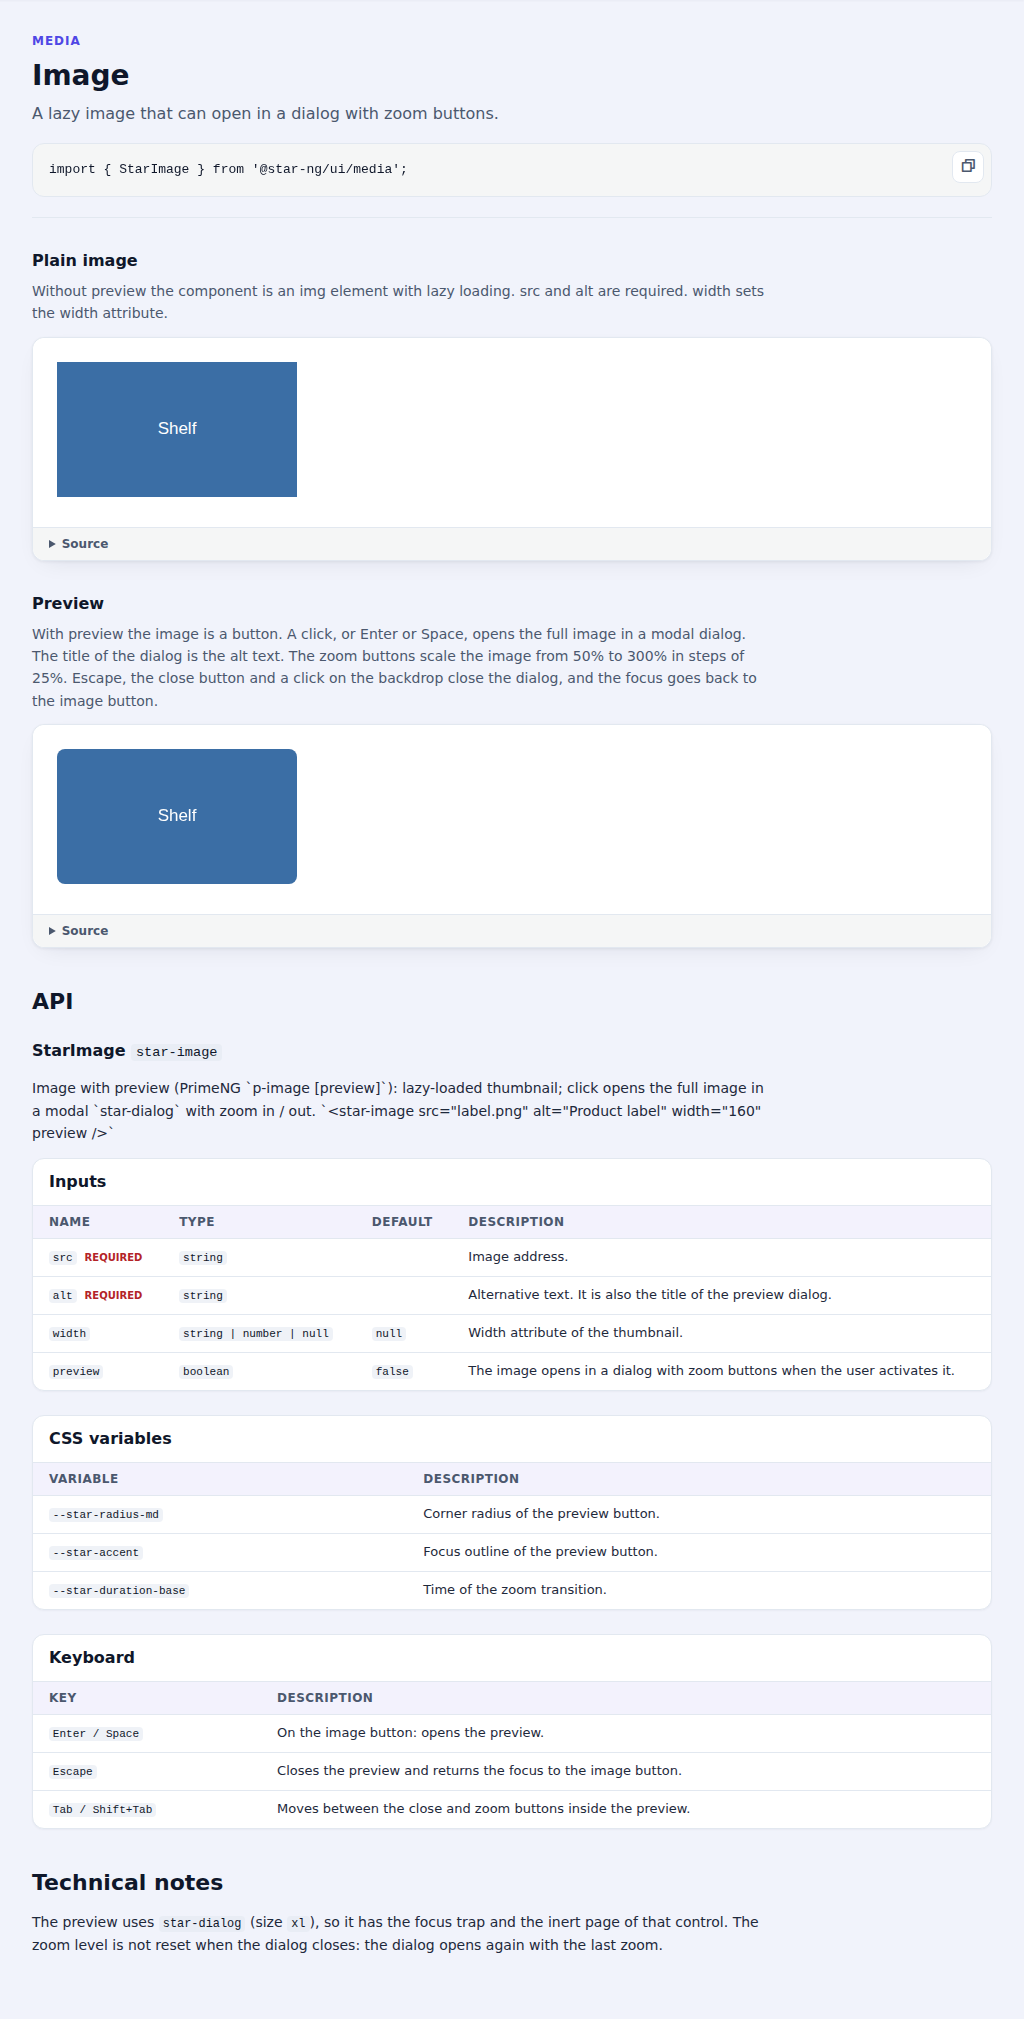 MEDIA
Image
A lazy image that can open in a dialog with zoom buttons.
import { StarImage } from '@star-ng/ui/media';
Plain image
Without preview the component is an img element with lazy loading. src and alt are required. width sets
the width attribute.
Shelf
Source
Preview
With preview the image is a button. A click, or Enter or Space, opens the full image in a modal dialog.
The title of the dialog is the alt text. The zoom buttons scale the image from 50% to 300% in steps of
25%. Escape, the close button and a click on the backdrop close the dialog, and the focus goes back to
the image button.
Shelf
Source
API
StarImage star-image
Image with preview (PrimeNG `p-image [preview]`): lazy-loaded thumbnail; click opens the full image in
a modal `star-dialog` with zoom in / out. `<star-image src="label.png" alt="Product label" width="160"
preview />`
Inputs
NAME TYPE DEFAULT DESCRIPTION
src REQUIRED string Image address.
alt REQUIRED string Alternative text. It is also the title of the preview dialog.
width string | number | null null Width attribute of the thumbnail.
preview boolean false The image opens in a dialog with zoom buttons when the user activates it.
CSS variables
VARIABLE DESCRIPTION
--star-radius-md Corner radius of the preview button.
--star-accent Focus outline of the preview button.
--star-duration-base Time of the zoom transition.
Keyboard
KEY DESCRIPTION
Enter / Space On the image button: opens the preview.
Escape Closes the preview and returns the focus to the image button.
Tab / Shift+Tab Moves between the close and zoom buttons inside the preview.
Technical notes
The preview uses star-dialog (size xl), so it has the focus trap and the inert page of that control. The
zoom level is not reset when the dialog closes: the dialog opens again with the last zoom.